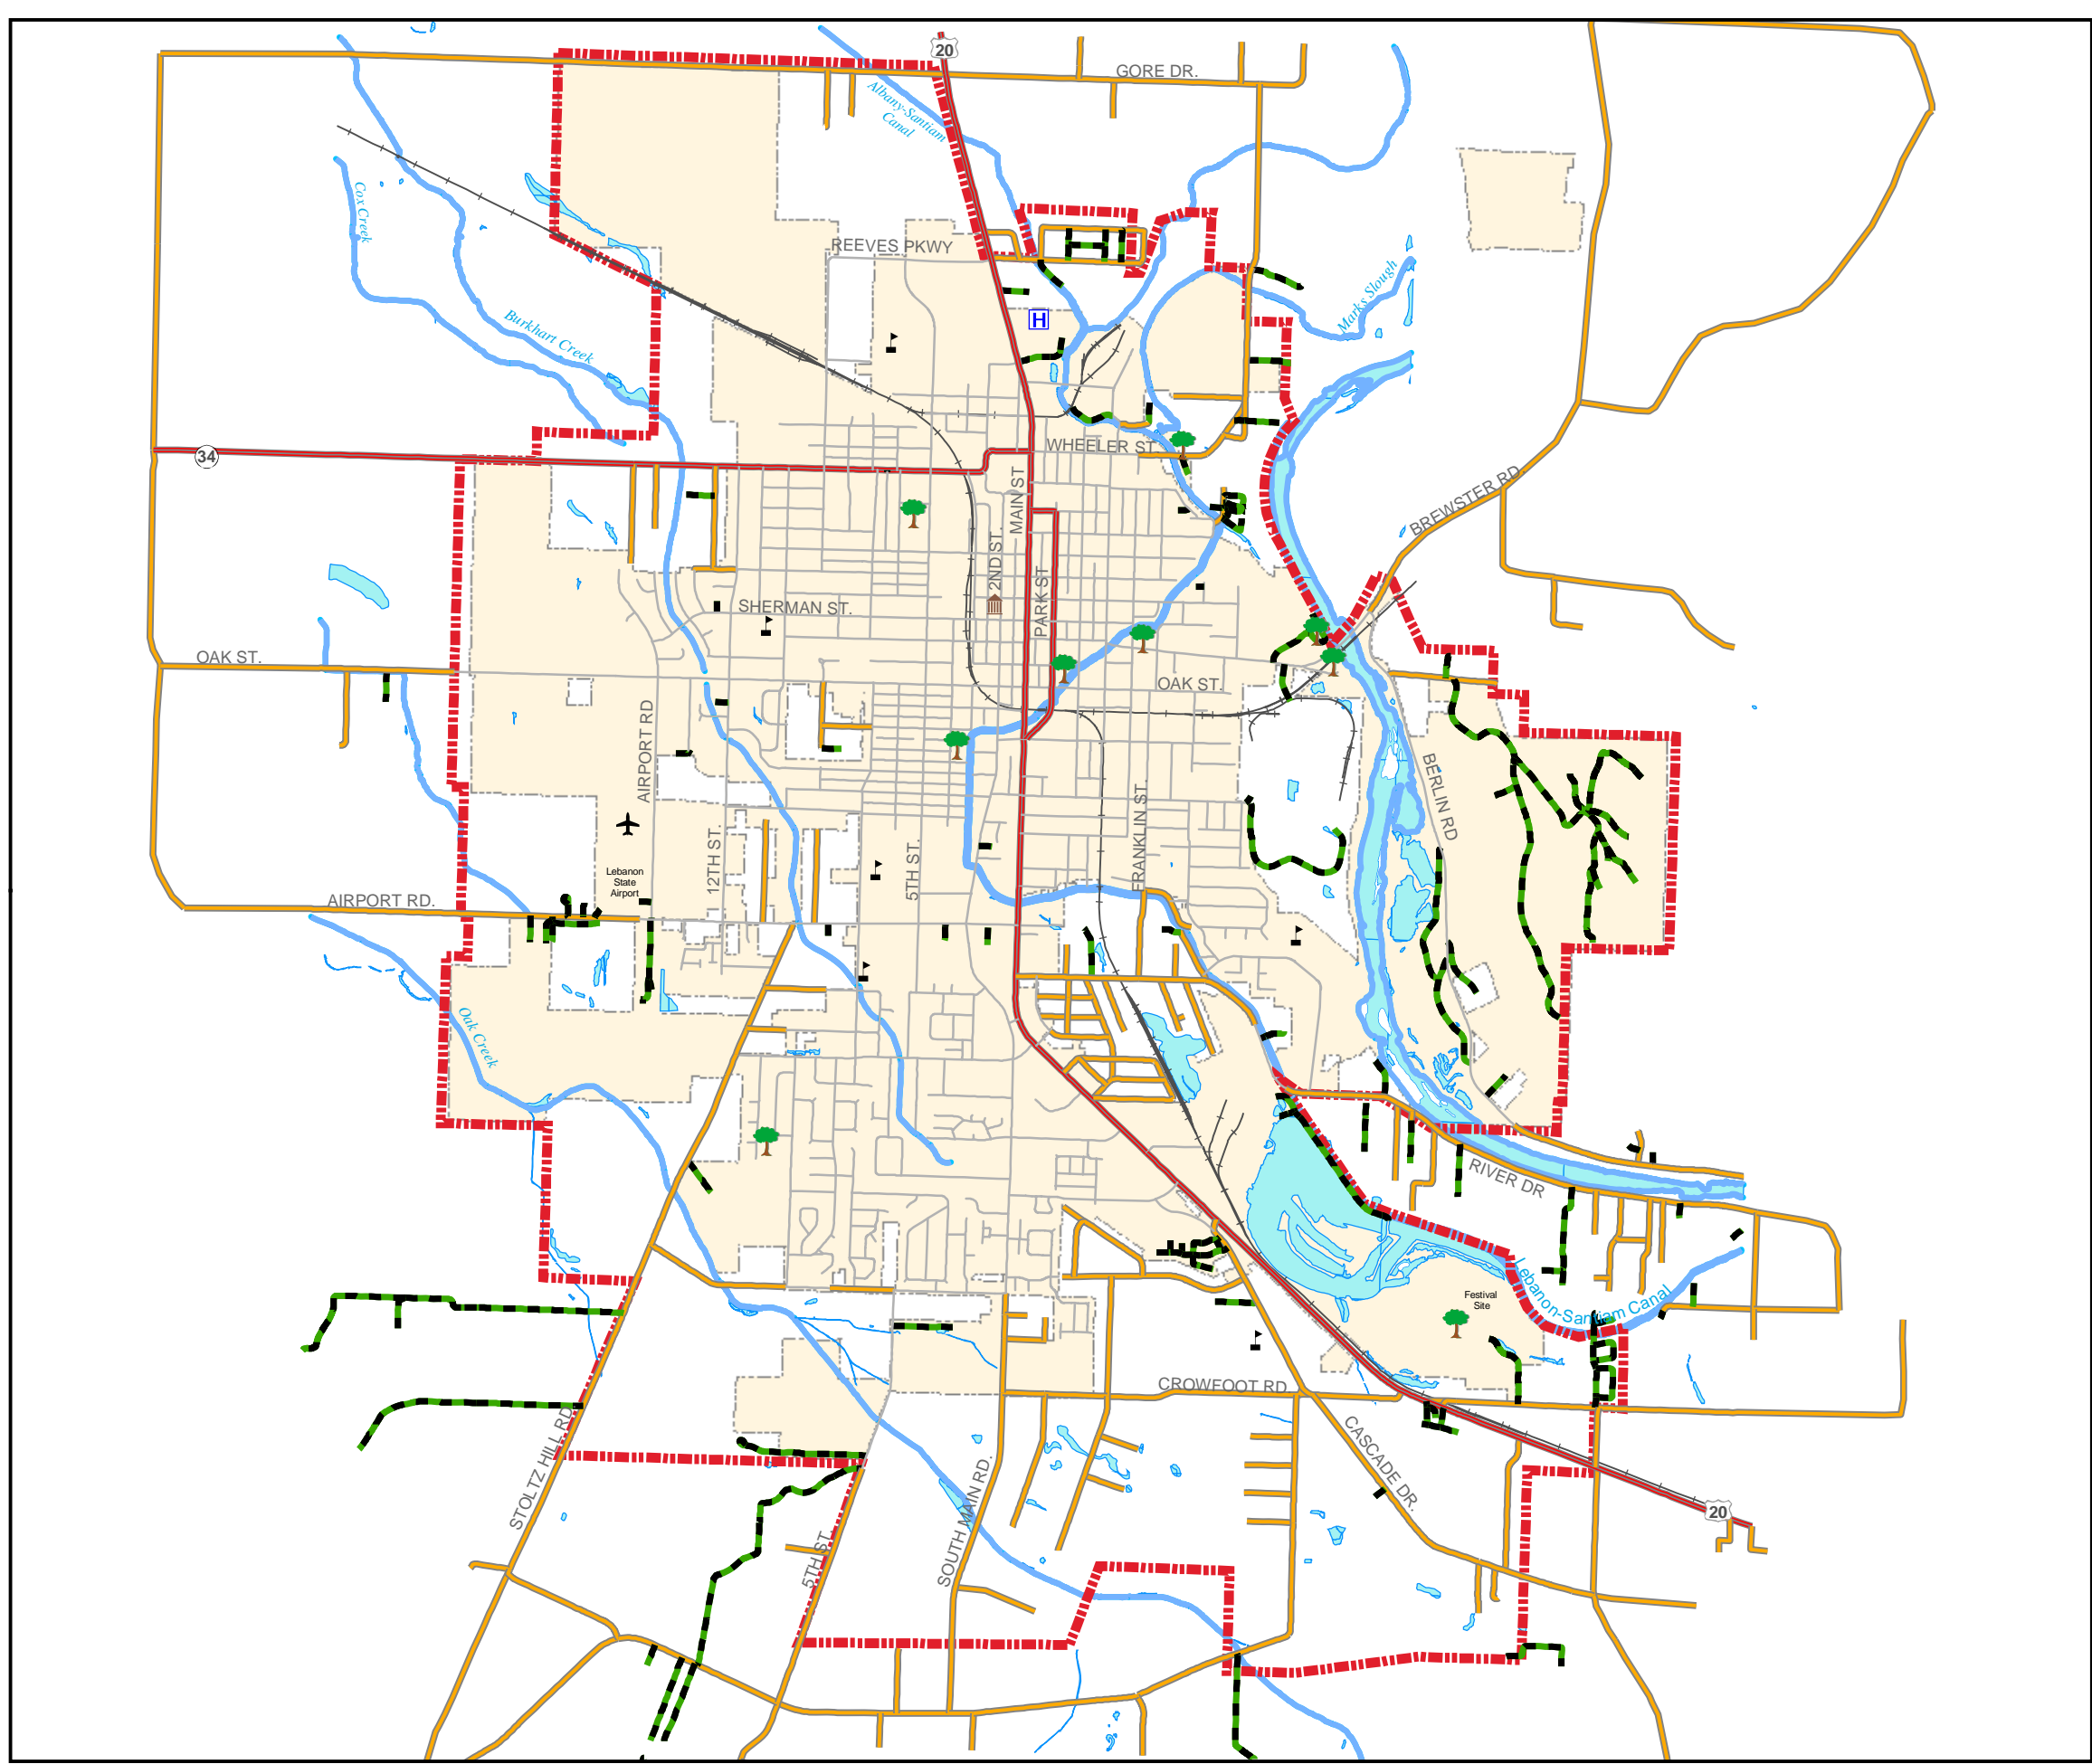 20
GORE DR.
Albany-Santiam
Canal
Cox Creek
REEVES PKWY
Marks Slough
H
Burkhart Creek
WHEELER ST.
34
MAIN ST
BREWSTER RD
2ND ST.
PARK ST
SHERMAN ST.
OAK ST.
OAK ST.
AIRPORT RD
BERLIN RD
FRANKLIN ST.
12TH ST.
5TH ST.
Lebanon
State
Airport
AIRPORT RD.
Oak Creek
RIVER DR
Lebanon-Santiam Canal
Festival
Site
CROWFOOT RD.
STOLTZ HILL RD.
CASCADE DR.
SOUTH MAIN RD.
5TH ST.
20